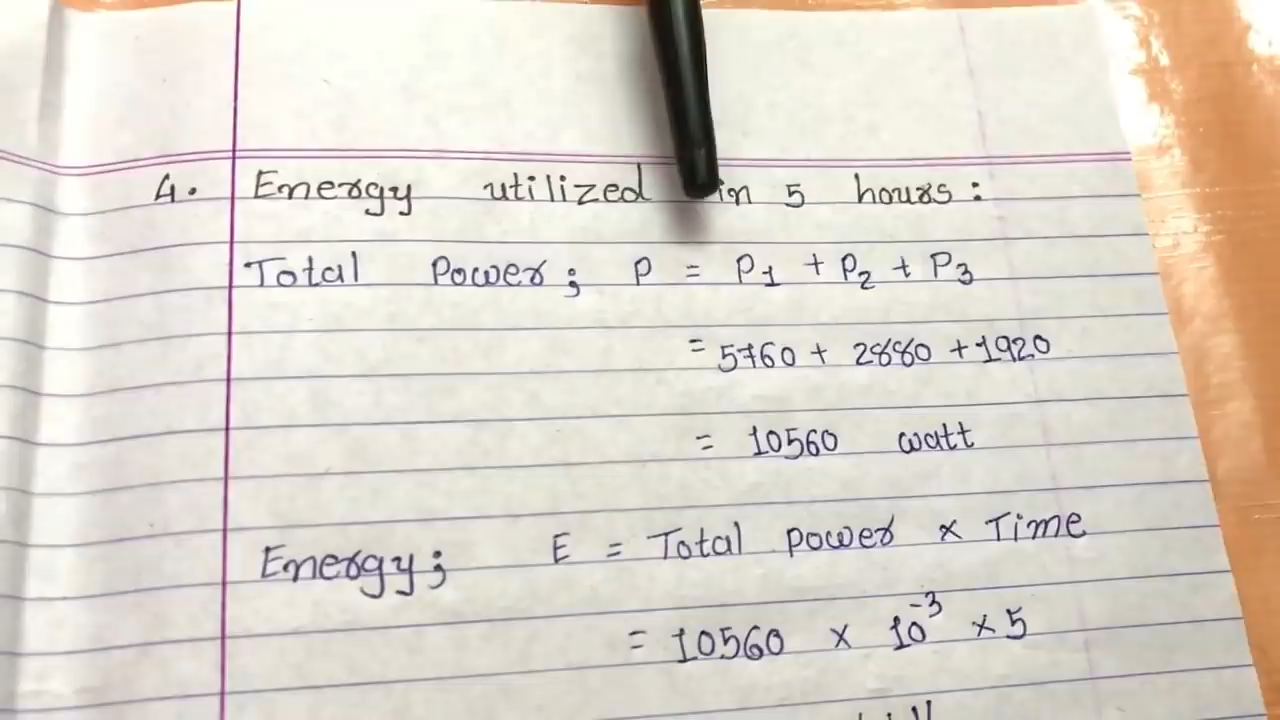 4. Energy utilized in 5 hours:
Total Power; P = P₁ + P₂ + P₃
= 5760 + 2880 + 1920
= 10560 watt
Energy; E = Total power × Time
= 10560 × 10⁻³ × 5